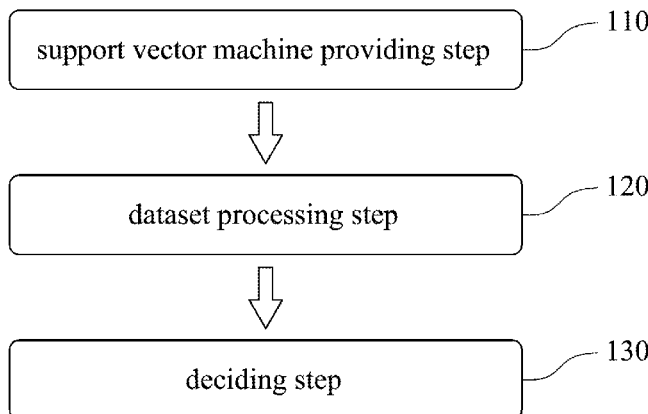 110
support vector machine providing step
120
dataset processing step
130
deciding step